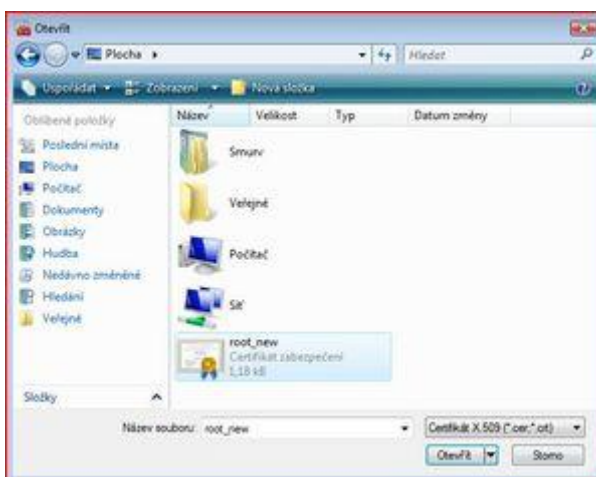 Otevřít
Plocha
Hledat
Uspořádat
Zobrazení
Nová složka
Oblíbené položky
Poslední místa
Plocha
Počítač
Dokumenty
Obrázky
Hudba
Nedávno změněné
Hledání
Veřejné
Složky
Název Velikost Typ Datum změny
Smurv
Veřejné
Počítač
Síť
root_new
Certifikát zabezpečení
1,18 kB
Název souboru: root_new
Certifikát X.509 (*.cer;*.crt)
Otevřít
Storno